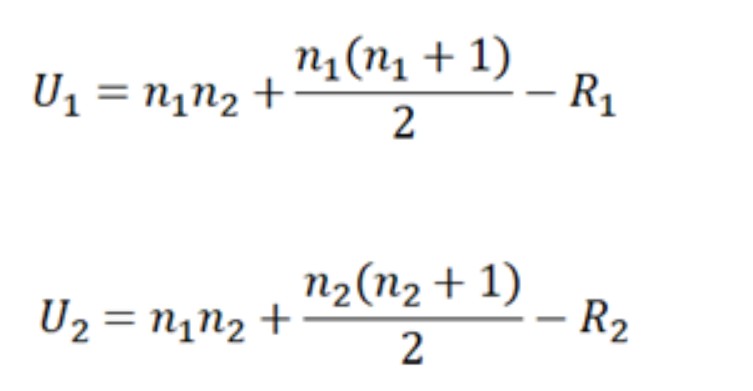 U₁ = n₁n₂ + n₁(n₁ + 1)/2 − R₁
U₂ = n₁n₂ + n₂(n₂ + 1)/2 − R₂